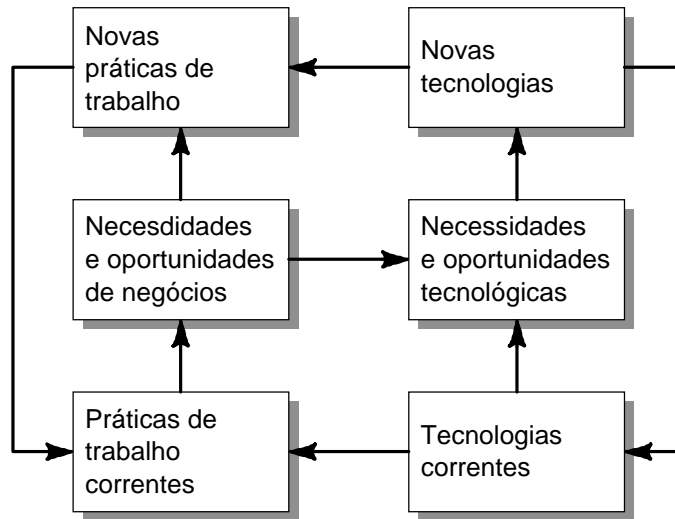 Novas
práticas de
trabalho
Novas
tecnologias
Necesdidades
e oportunidades
de negócios
Necessidades
e oportunidades
tecnológicas
Práticas de
trabalho
correntes
Tecnologias
correntes